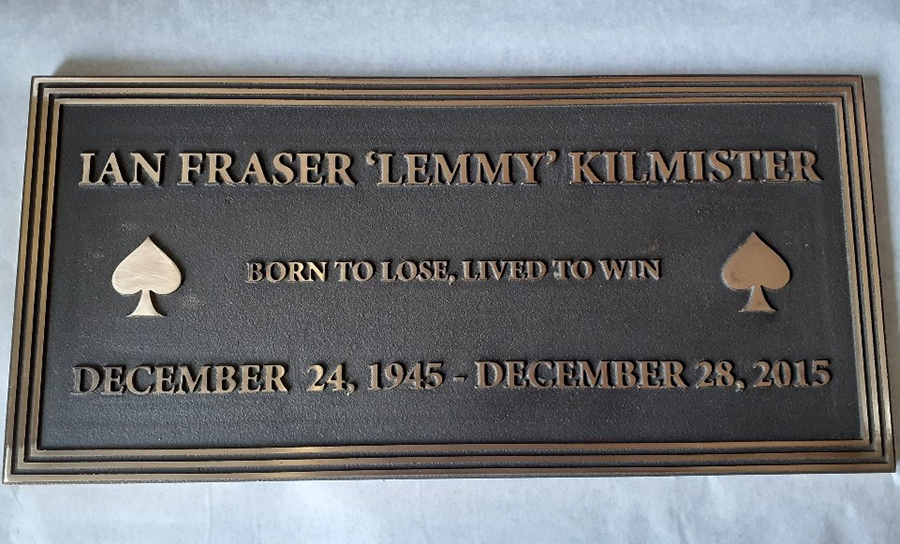 IAN FRASER ‘LEMMY’ KILMISTER
BORN TO LOSE, LIVED TO WIN
DECEMBER 24, 1945 - DECEMBER 28, 2015